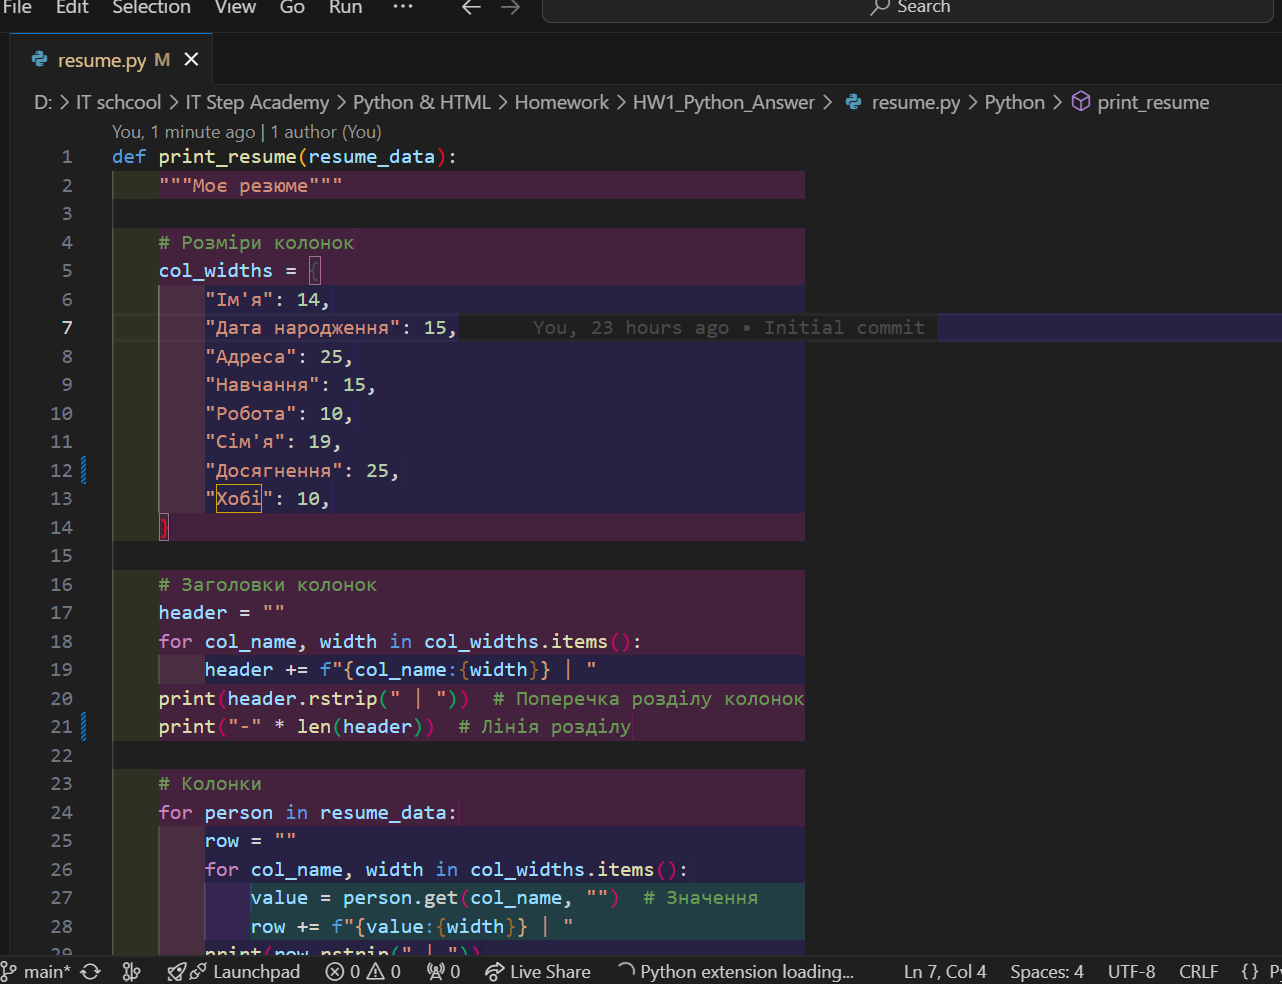 File Edit Selection View Go Run ··· ← → Search
resume.py M ×
D: > IT schcool > IT Step Academy > Python & HTML > Homework > HW1_Python_Answer > resume.py > Python > print_resume
You, 1 minute ago | 1 author (You)
1 def print_resume(resume_data):
2 """Моє резюме"""
3
4 # Розміри колонок
5 col_widths = {
6 "Ім'я": 14,
7 "Дата народження": 15, You, 23 hours ago • Initial commit
8 "Адреса": 25,
9 "Навчання": 15,
10 "Робота": 10,
11 "Сім'я": 19,
12 "Досягнення": 25,
13 "Хобі": 10,
14 }
15
16 # Заголовки колонок
17 header = ""
18 for col_name, width in col_widths.items():
19 header += f"{col_name:{width}} | "
20 print(header.rstrip(" | ")) # Поперечка розділу колонок
21 print("-" * len(header)) # Лінія розділу
22
23 # Колонки
24 for person in resume_data:
25 row = ""
26 for col_name, width in col_widths.items():
27 value = person.get(col_name, "") # Значення
28 row += f"{value:{width}} | "
29 print(row.rstrip(" | "))
main* Launchpad 0 0 0 Live Share Python extension loading... Ln 7, Col 4 Spaces: 4 UTF-8 CRLF {} Py